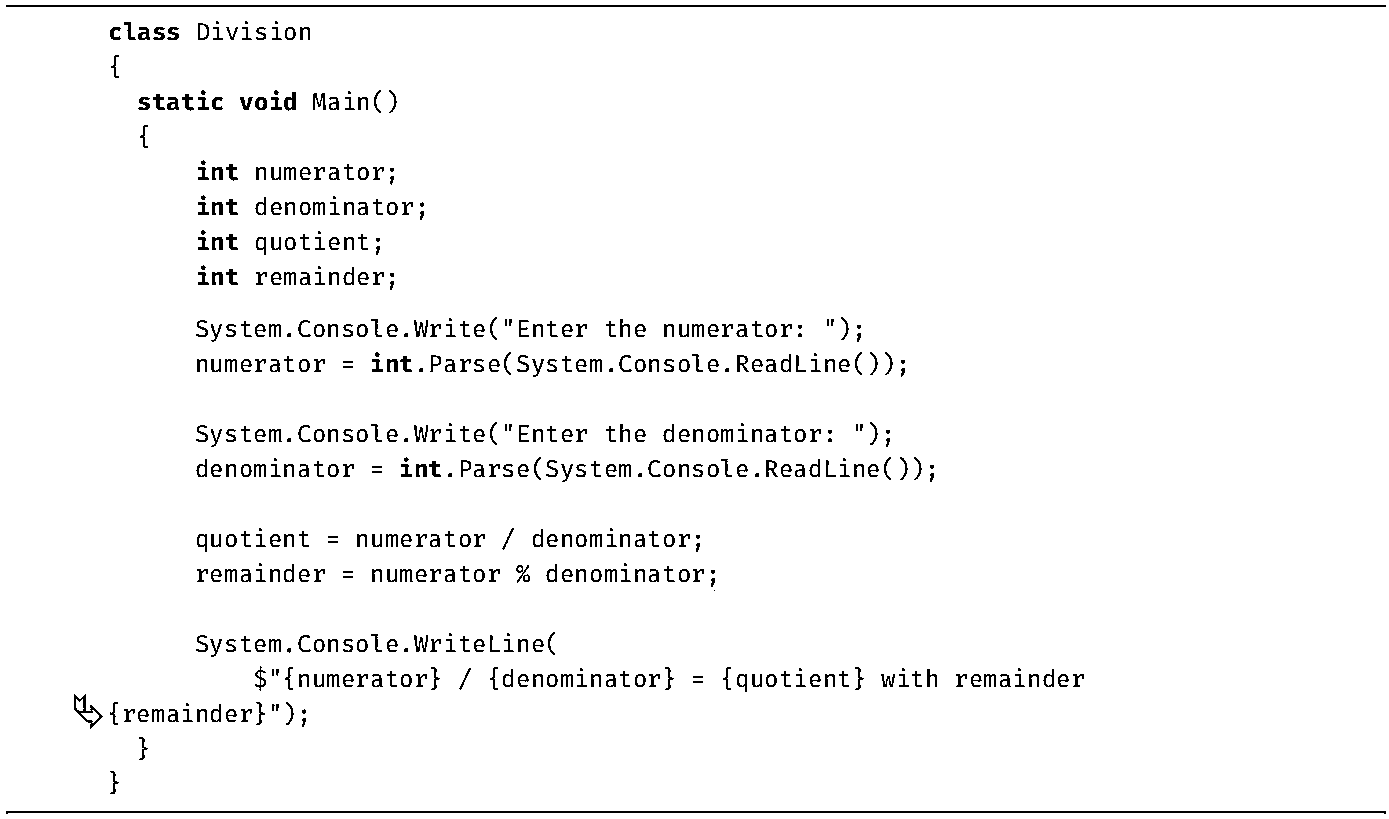 class Division
{
  static void Main()
  {
      int numerator;
      int denominator;
      int quotient;
      int remainder;
      System.Console.Write("Enter the numerator: ");
      numerator = int.Parse(System.Console.ReadLine());
      System.Console.Write("Enter the denominator: ");
      denominator = int.Parse(System.Console.ReadLine());
      quotient = numerator / denominator;
      remainder = numerator % denominator;
      System.Console.WriteLine(
          $"{numerator} / {denominator} = {quotient} with remainder
{remainder}");
  }
}